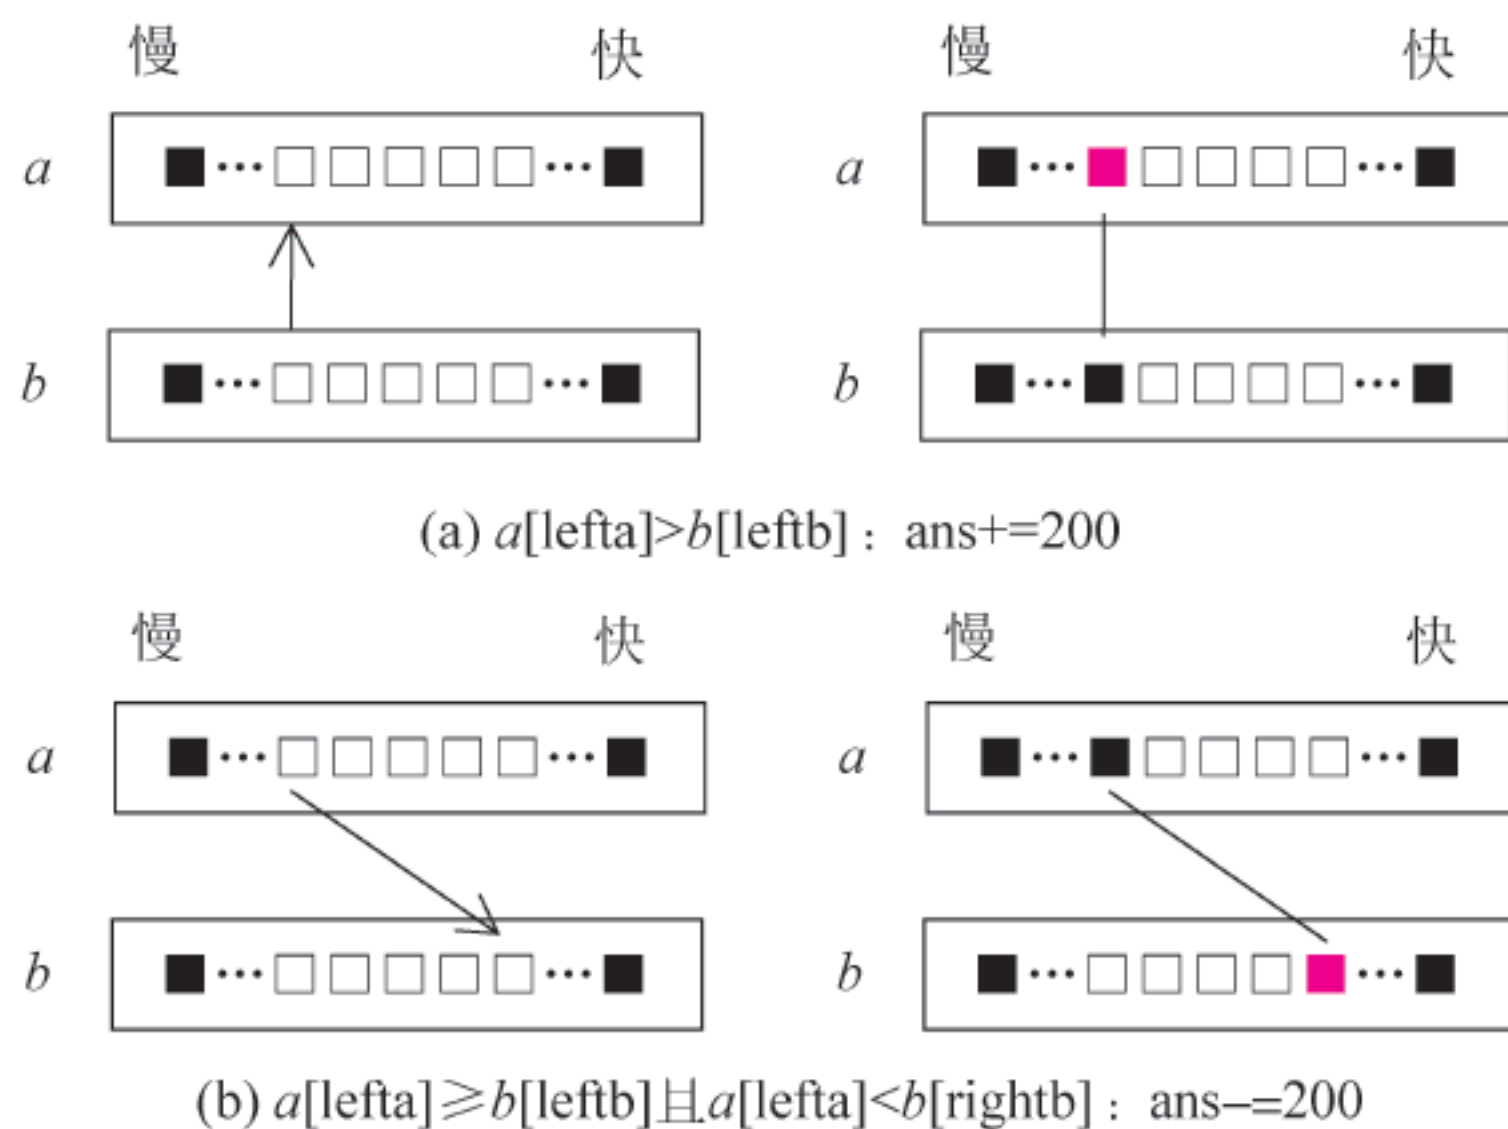 慢 快 慢 快
a ■…□□□□□…■ a ■…■□□□□…■
b ■…□□□□□…■ b ■…■□□□□…■
(a) a[lefta]>b[leftb]：ans+=200
慢 快 慢 快
a ■…□□□□□…■ a ■…■□□□□…■
b ■…□□□□□…■ b ■…□□□□■…■
(b) a[lefta]≥b[leftb]且a[lefta]<b[rightb]：ans−=200